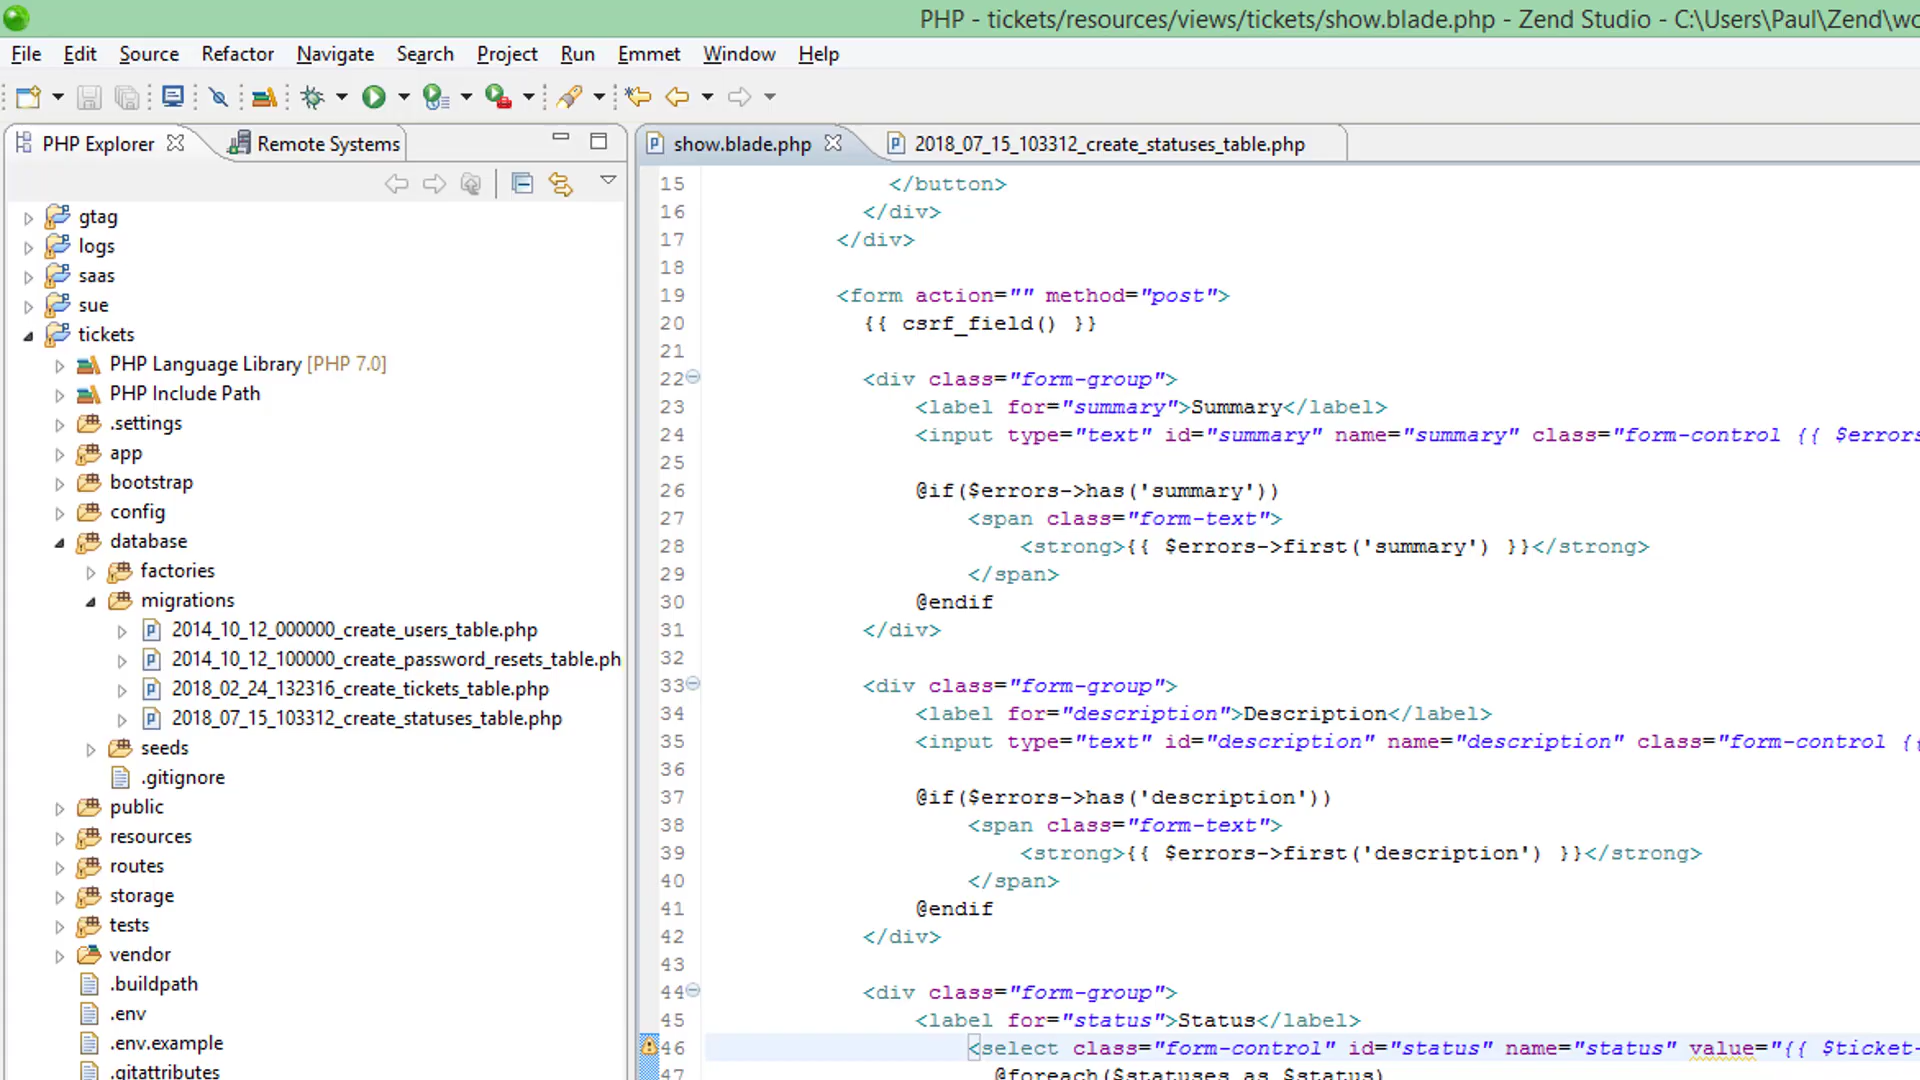 PHP - tickets/resources/views/tickets/show.blade.php - Zend Studio - C:\Users\Paul\Zend\wo
File Edit Source Refactor Navigate Search Project Run Emmet Window Help
PHP Explorer Remote Systems
gtag
logs
saas
sue
tickets
PHP Language Library [PHP 7.0]
PHP Include Path
.settings
app
bootstrap
config
database
factories
migrations
2014_10_12_000000_create_users_table.php
2014_10_12_100000_create_password_resets_table.ph
2018_02_24_132316_create_tickets_table.php
2018_07_15_103312_create_statuses_table.php
seeds
.gitignore
public
resources
routes
storage
tests
vendor
.buildpath
.env
.env.example
.gitattributes
show.blade.php 2018_07_15_103312_create_statuses_table.php
15 </button>
16 </div>
17 </div>
18
19 <form action="" method="post">
20 {{ csrf_field() }}
21
22 <div class="form-group">
23 <label for="summary">Summary</label>
24 <input type="text" id="summary" name="summary" class="form-control {{ $errors
25
26 @if($errors->has('summary'))
27 <span class="form-text">
28 <strong>{{ $errors->first('summary') }}</strong>
29 </span>
30 @endif
31 </div>
32
33 <div class="form-group">
34 <label for="description">Description</label>
35 <input type="text" id="description" name="description" class="form-control {{
36
37 @if($errors->has('description'))
38 <span class="form-text">
39 <strong>{{ $errors->first('description') }}</strong>
40 </span>
41 @endif
42 </div>
43
44 <div class="form-group">
45 <label for="status">Status</label>
46 <select class="form-control" id="status" name="status" value="{{ $ticket-
47 @foreach($statuses as $status)